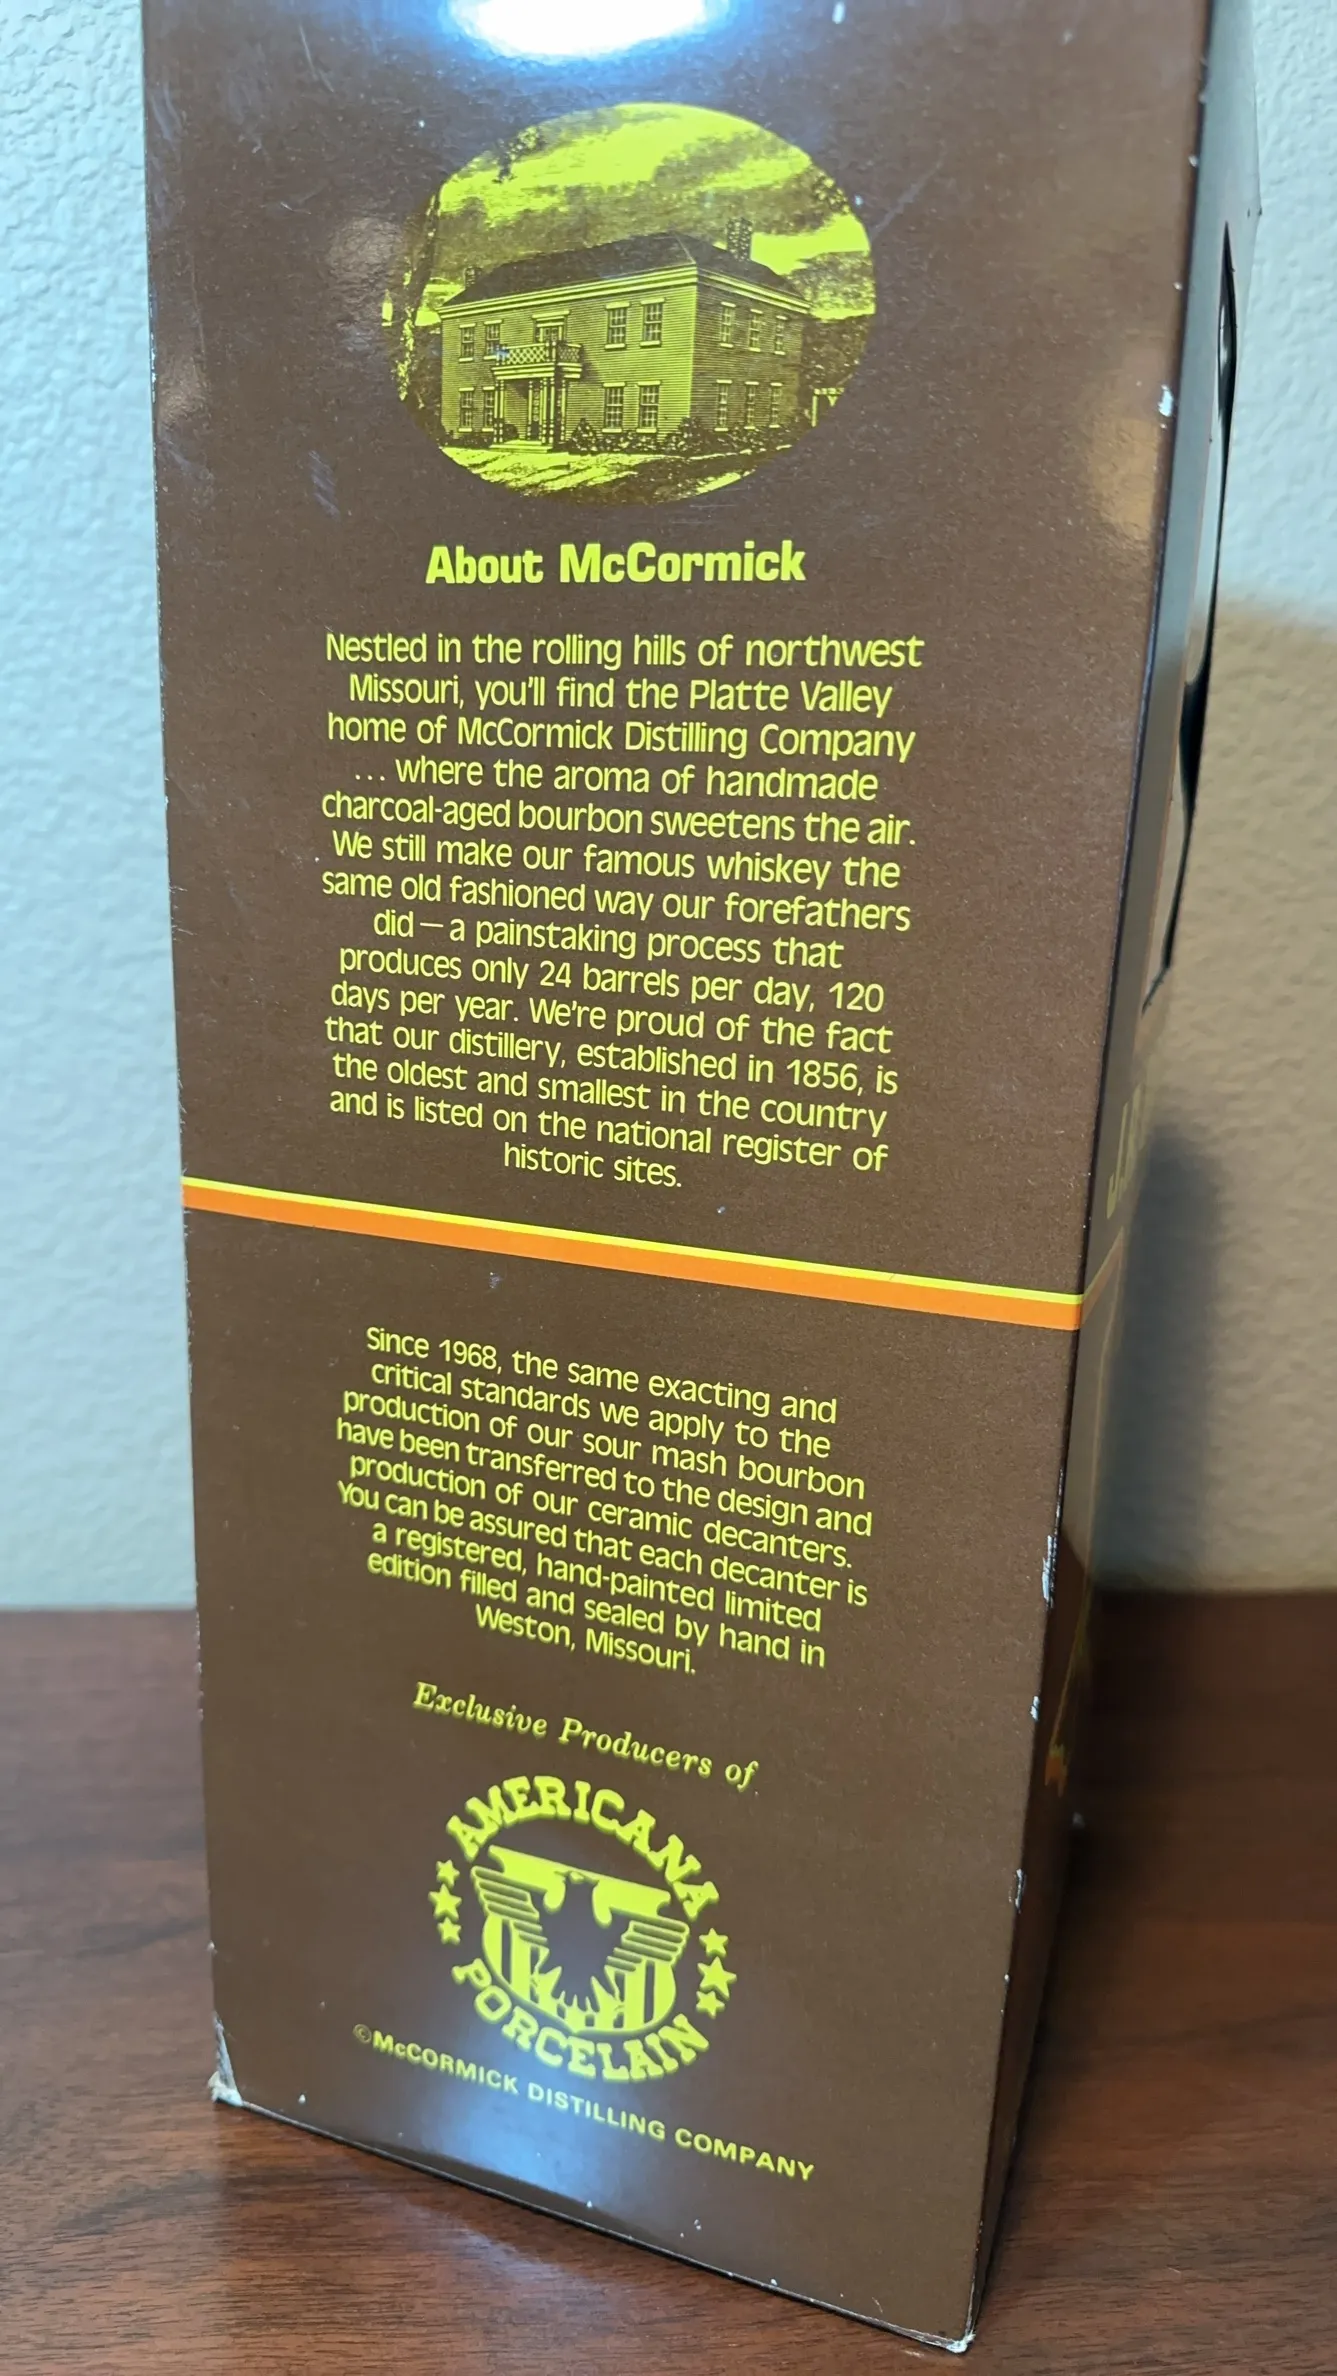 About McCormick
Nestled in the rolling hills of northwest
Missouri, you'll find the Platte Valley
home of McCormick Distilling Company
... where the aroma of handmade
charcoal-aged bourbon sweetens the air.
We still make our famous whiskey the
same old fashioned way our forefathers
did — a painstaking process that
produces only 24 barrels per day, 120
days per year. We're proud of the fact
that our distillery, established in 1856, is
the oldest and smallest in the country
and is listed on the national register of
historic sites.
Since 1968, the same exacting and
critical standards we apply to the
production of our sour mash bourbon
have been transferred to the design and
production of our ceramic decanters.
You can be assured that each decanter is
a registered, hand-painted limited
edition filled and sealed by hand in
Weston, Missouri.
Exclusive Producers of
AMERICANA
PORCELAIN
©McCORMICK DISTILLING COMPANY